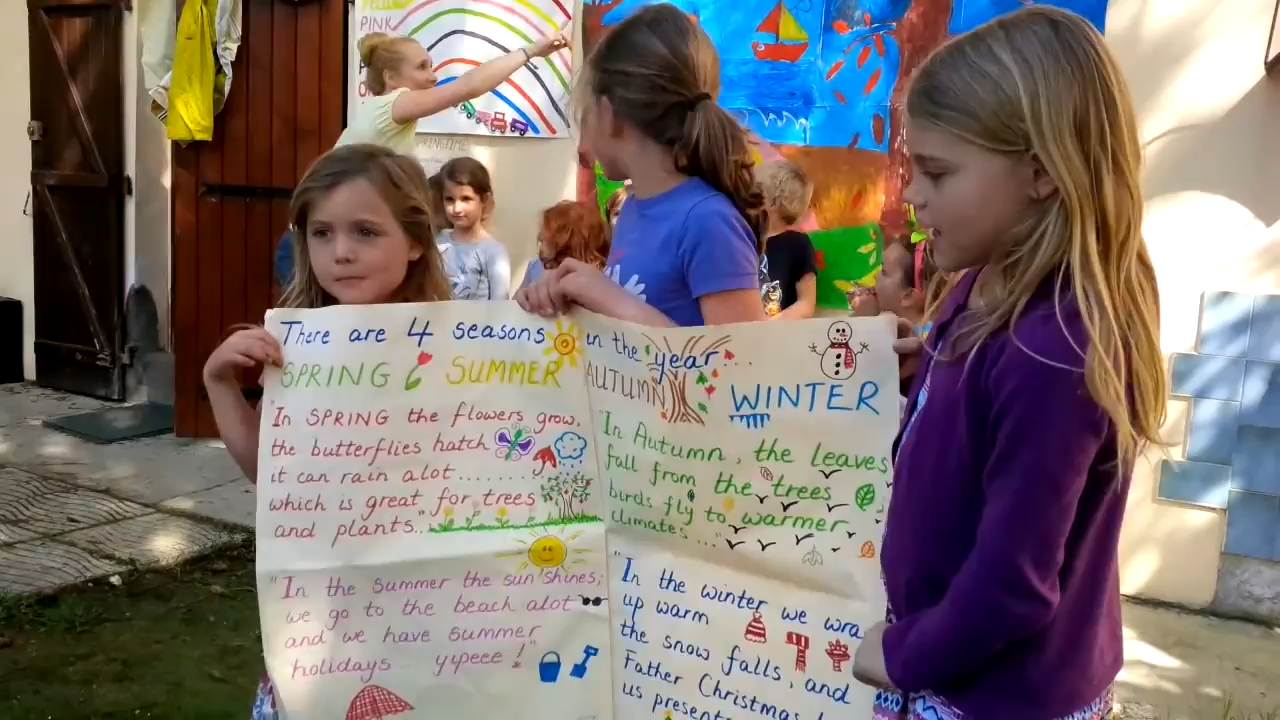 PINK
SPRINGTIME
There are 4 seasons in the year...
SPRING SUMMER AUTUMN WINTER
"In SPRING the flowers grow,
the butterflies hatch
it can rain alot........
which is great for trees
and plants.."
"In the summer the sun shines,
we go to the beach alot
and we have summer
holidays yipeee!"
"In Autumn, the leaves
fall from the trees
birds fly to warmer
climates..."
"In the winter we wra
up warm
the snow falls, and
Father Christmas
us presents